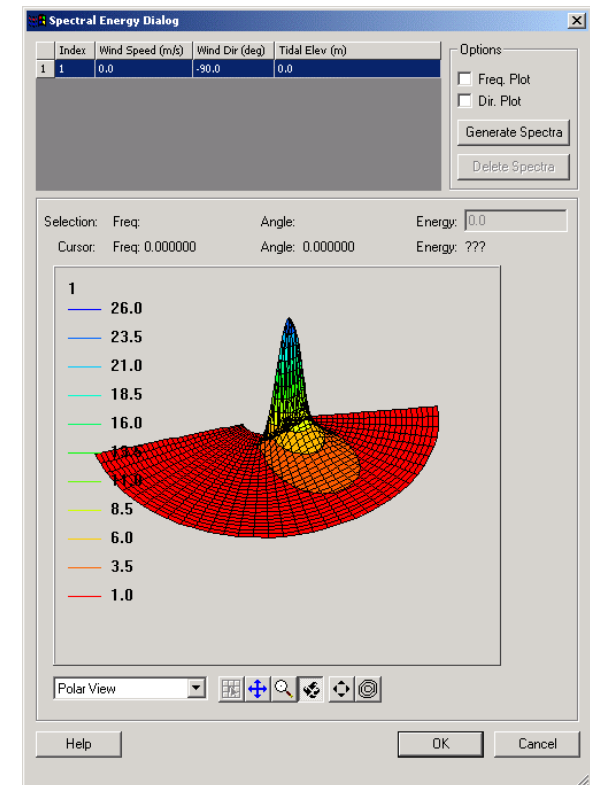 Spectral Energy Dialog
Index Wind Speed (m/s) Wind Dir (deg) Tidal Elev (m)
1 1 0.0 -90.0 0.0
Options
Freq. Plot
Dir. Plot
Generate Spectra
Delete Spectra
Selection: Freq: Angle: Energy: 0.0
Cursor: Freq: 0.000000 Angle: 0.000000 Energy: ???
1
26.0
23.5
21.0
18.5
16.0
13.5
11.0
8.5
6.0
3.5
1.0
Polar View
Help OK Cancel